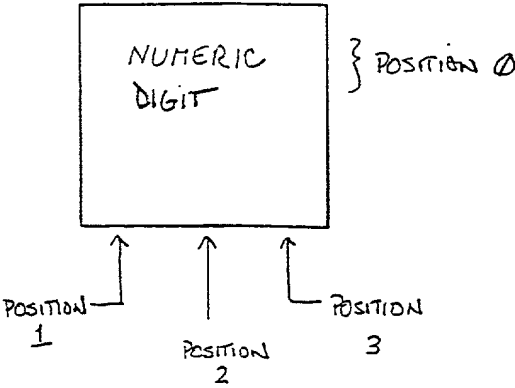 NUMERIC
DIGIT
} POSITION Ø
POSITION
1
POSITION
2
POSITION
3